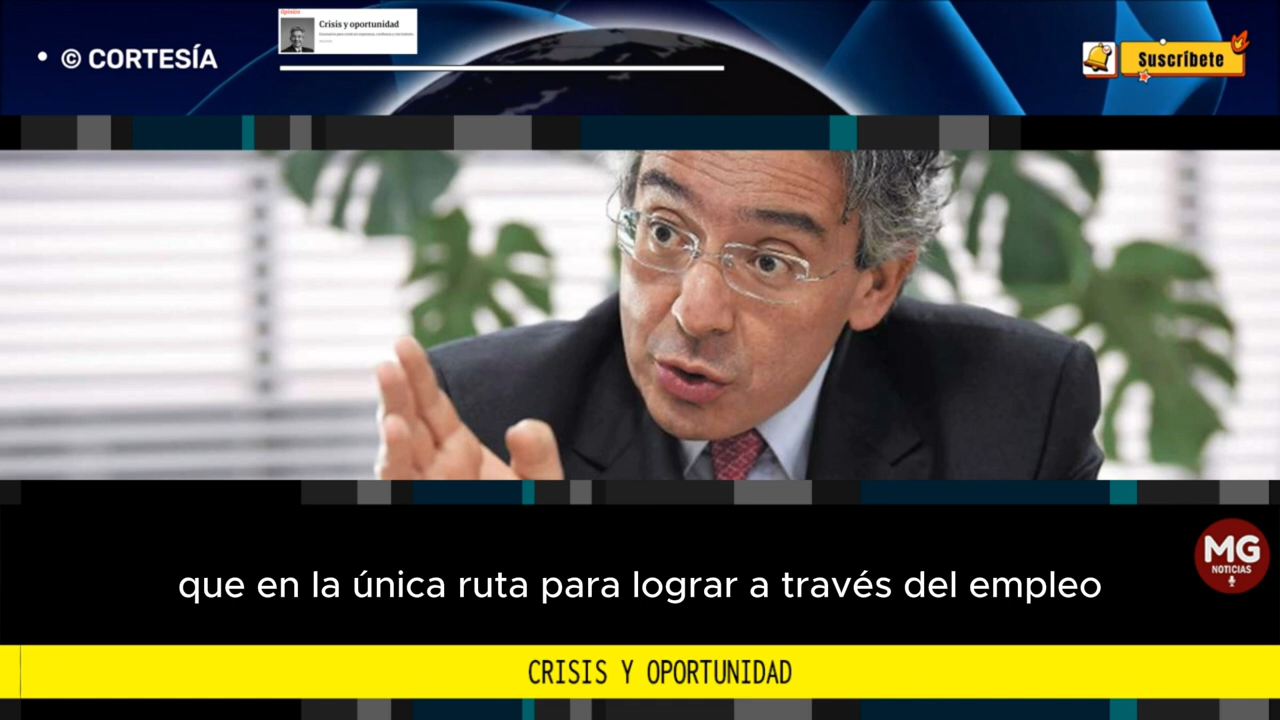 Opinión
Crisis y oportunidad
© CORTESÍA
Suscríbete
que en la única ruta para lograr a través del empleo
MG
NOTICIAS
CRISIS Y OPORTUNIDAD